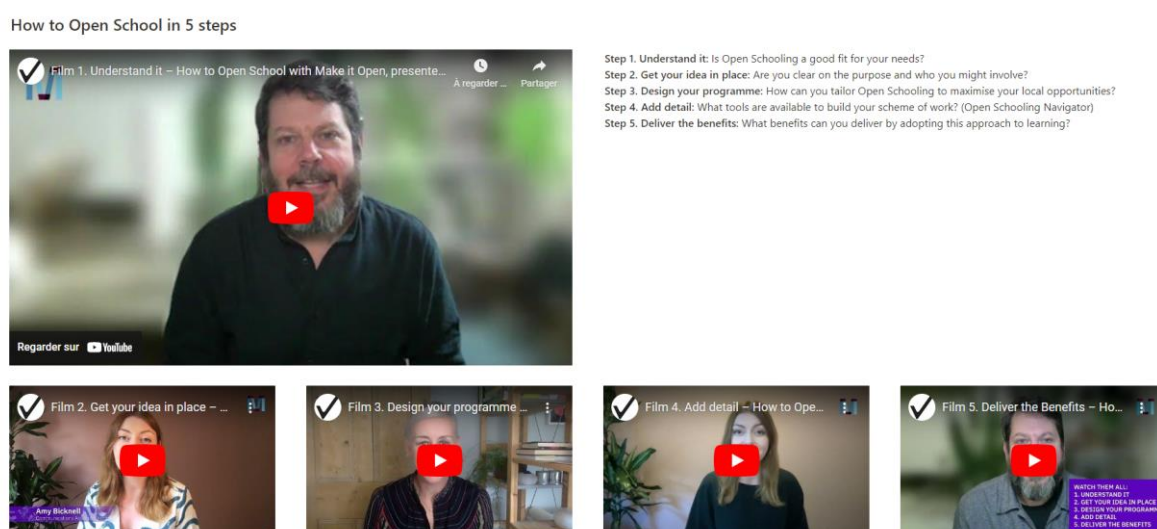 How to Open School in 5 steps
Film 1. Understand it – How to Open School with Make it Open, presente...
À regarder ...
Partager
Regarder sur YouTube
Step 1. Understand it: Is Open Schooling a good fit for your needs?
Step 2. Get your idea in place: Are you clear on the purpose and who you might involve?
Step 3. Design your programme: How can you tailor Open Schooling to maximise your local opportunities?
Step 4. Add detail: What tools are available to build your scheme of work? (Open Schooling Navigator)
Step 5. Deliver the benefits: What benefits can you deliver by adopting this approach to learning?
Film 2. Get your idea in place – ...
Amy Bicknell
Film 3. Design your programme ...
Film 4. Add detail – How to Ope...
Film 5. Deliver the Benefits – Ho...
WATCH THEM ALL:
1. UNDERSTAND IT
2. GET YOUR IDEA IN PLACE
3. DESIGN YOUR PROGRAMM
4. ADD DETAIL
5. DELIVER THE BENEFITS